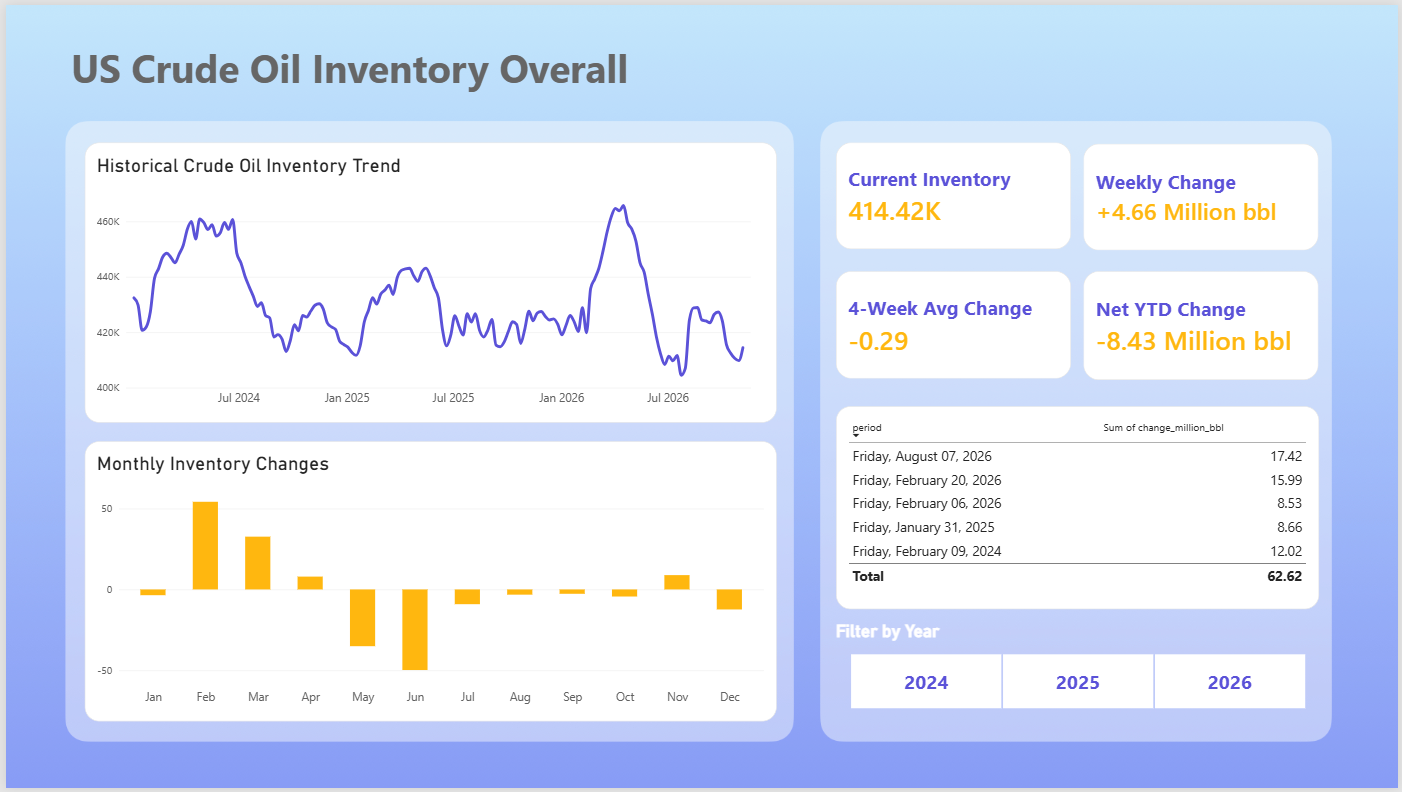 US Crude Oil Inventory Overall
Historical Crude Oil Inventory Trend
460K
440K
420K
400K
Jul 2024 Jan 2025 Jul 2025 Jan 2026 Jul 2026
Monthly Inventory Changes
50
0
-50
Jan Feb Mar Apr May Jun Jul Aug Sep Oct Nov Dec
Current Inventory
414.42K
Weekly Change
+4.66 Million bbl
4-Week Avg Change
-0.29
Net YTD Change
-8.43 Million bbl
period Sum of change_million_bbl
Friday, August 07, 2026 17.42
Friday, February 20, 2026 15.99
Friday, February 06, 2026 8.53
Friday, January 31, 2025 8.66
Friday, February 09, 2024 12.02
Total 62.62
Filter by Year
2024 2025 2026